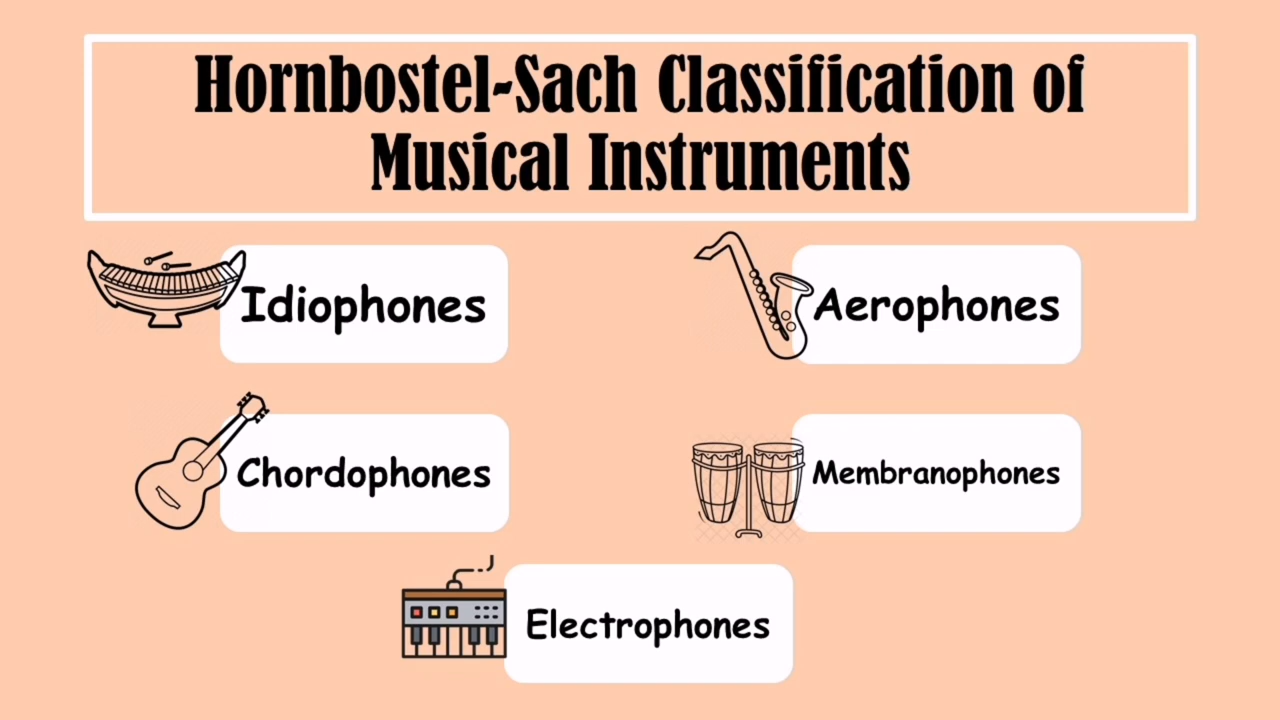 Hornbostel-Sach Classification of
Musical Instruments
Idiophones
Aerophones
Chordophones
Membranophones
Electrophones